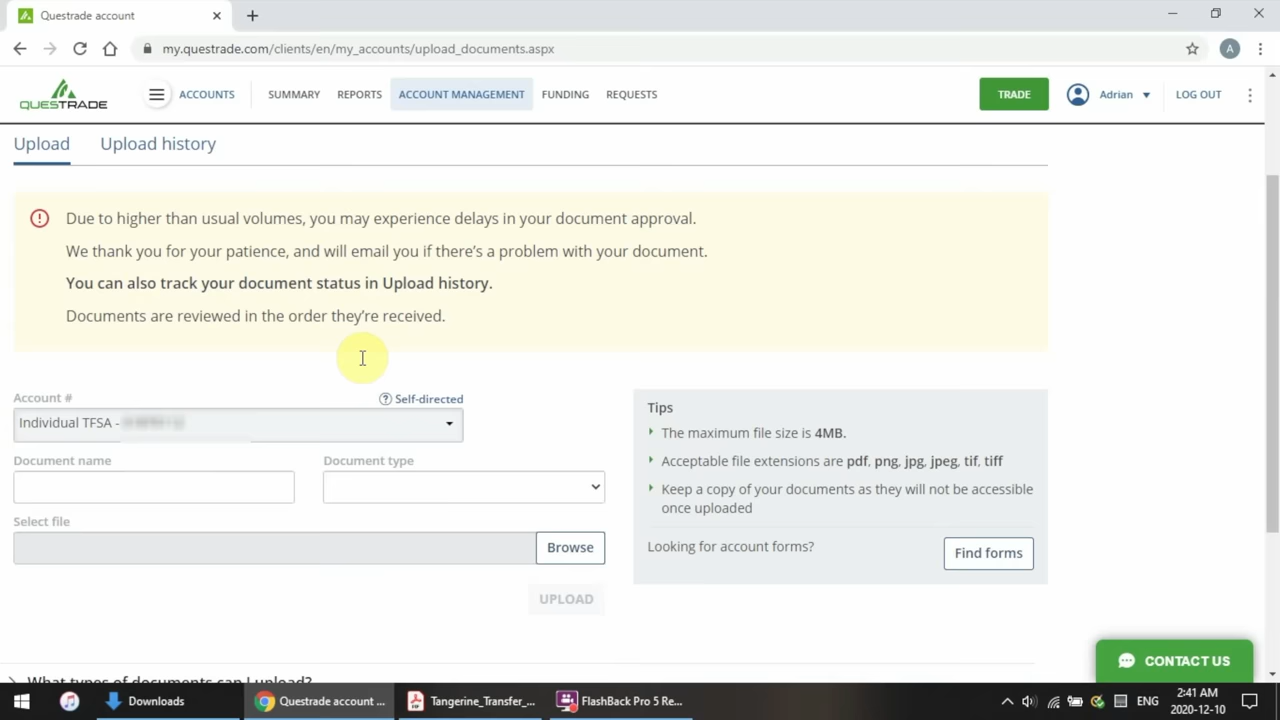 Questrade account
my.questrade.com/clients/en/my_accounts/upload_documents.aspx
A
QUESTRADE
ACCOUNTS
SUMMARY
REPORTS
ACCOUNT MANAGEMENT
FUNDING
REQUESTS
TRADE
Adrian
LOG OUT
Upload
Upload history
Due to higher than usual volumes, you may experience delays in your document approval.
We thank you for your patience, and will email you if there's a problem with your document.
You can also track your document status in Upload history.
Documents are reviewed in the order they're received.
Account #
Self-directed
Individual TFSA -
Document name
Document type
Select file
Browse
UPLOAD
Tips
The maximum file size is 4MB.
Acceptable file extensions are pdf, png, jpg, jpeg, tif, tiff
Keep a copy of your documents as they will not be accessible
once uploaded
Looking for account forms?
Find forms
What types of documents can I upload?
CONTACT US
Downloads
Questrade account ...
Tangerine_Transfer_...
FlashBack Pro 5 Re...
ENG
2:41 AM
2020-12-10